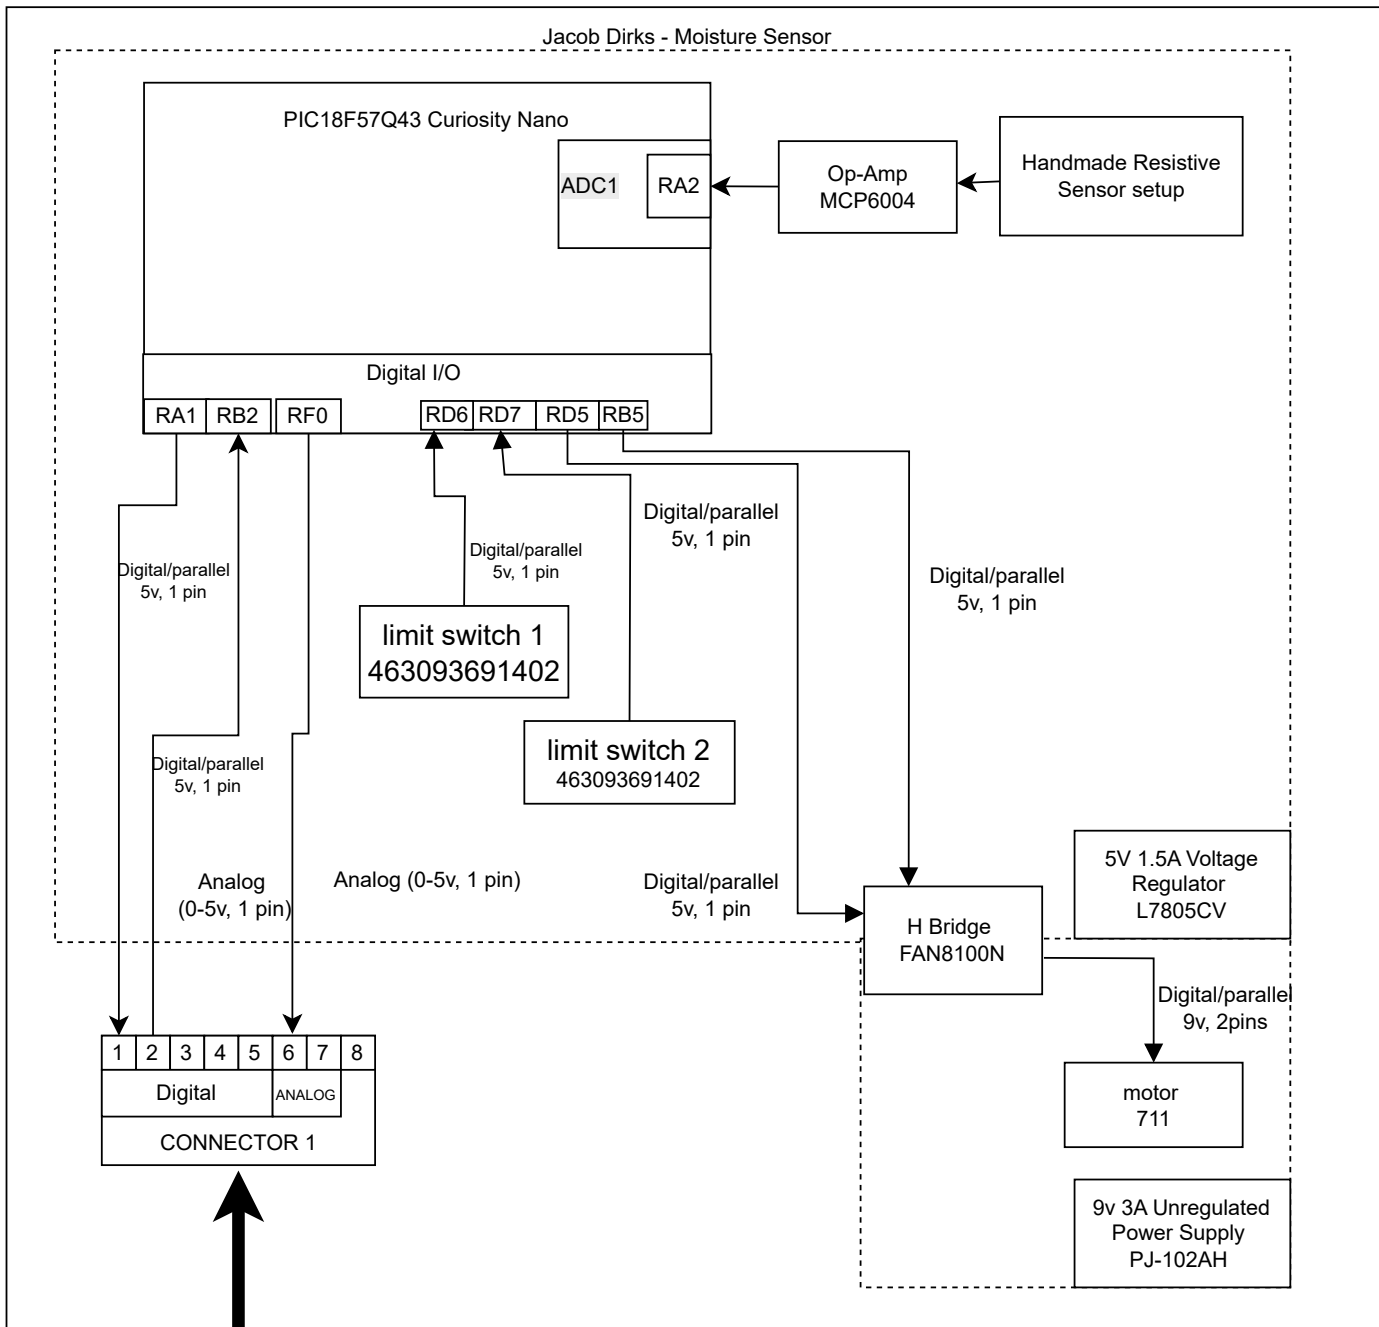 Jacob Dirks - Moisture Sensor
PIC18F57Q43 Curiosity Nano
ADC1
RA2
Op-Amp
MCP6004
Handmade Resistive
Sensor setup
Digital I/O
RA1
RB2
RF0
RD6
RD7
RD5
RB5
Digital/parallel
5v, 1 pin
Digital/parallel
5v, 1 pin
Digital/parallel
5v, 1 pin
Digital/parallel
5v, 1 pin
limit switch 1
463093691402
limit switch 2
463093691402
Digital/parallel
5v, 1 pin
Analog
(0-5v, 1 pin)
Analog (0-5v, 1 pin)
Digital/parallel
5v, 1 pin
5V 1.5A Voltage
Regulator
L7805CV
H Bridge
FAN8100N
Digital/parallel
9v, 2pins
motor
711
9v 3A Unregulated
Power Supply
PJ-102AH
1 2 3 4 5 6 7 8
Digital
ANALOG
CONNECTOR 1